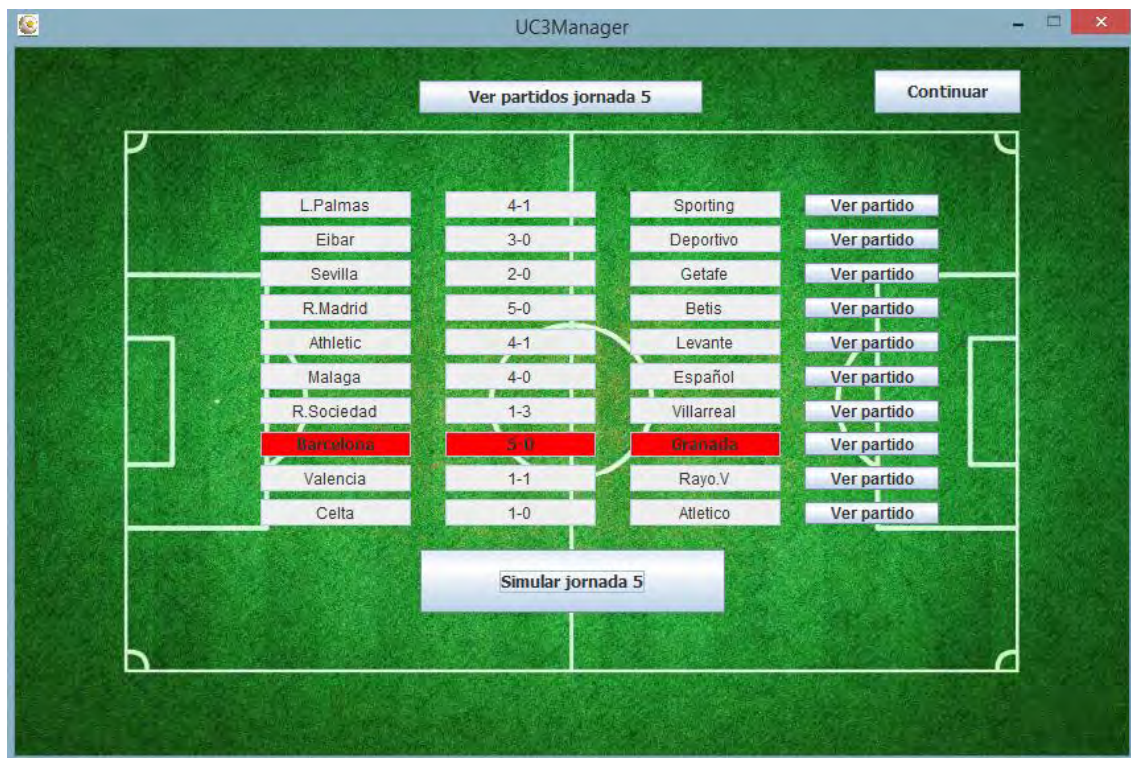 UC3Manager
Ver partidos jornada 5
Continuar
L.Palmas 4-1 Sporting Ver partido
Eibar 3-0 Deportivo Ver partido
Sevilla 2-0 Getafe Ver partido
R.Madrid 5-0 Betis Ver partido
Athletic 4-1 Levante Ver partido
Malaga 4-0 Español Ver partido
R.Sociedad 1-3 Villarreal Ver partido
Barcelona 5-0 Granada Ver partido
Valencia 1-1 Rayo.V Ver partido
Celta 1-0 Atletico Ver partido
Simular jornada 5